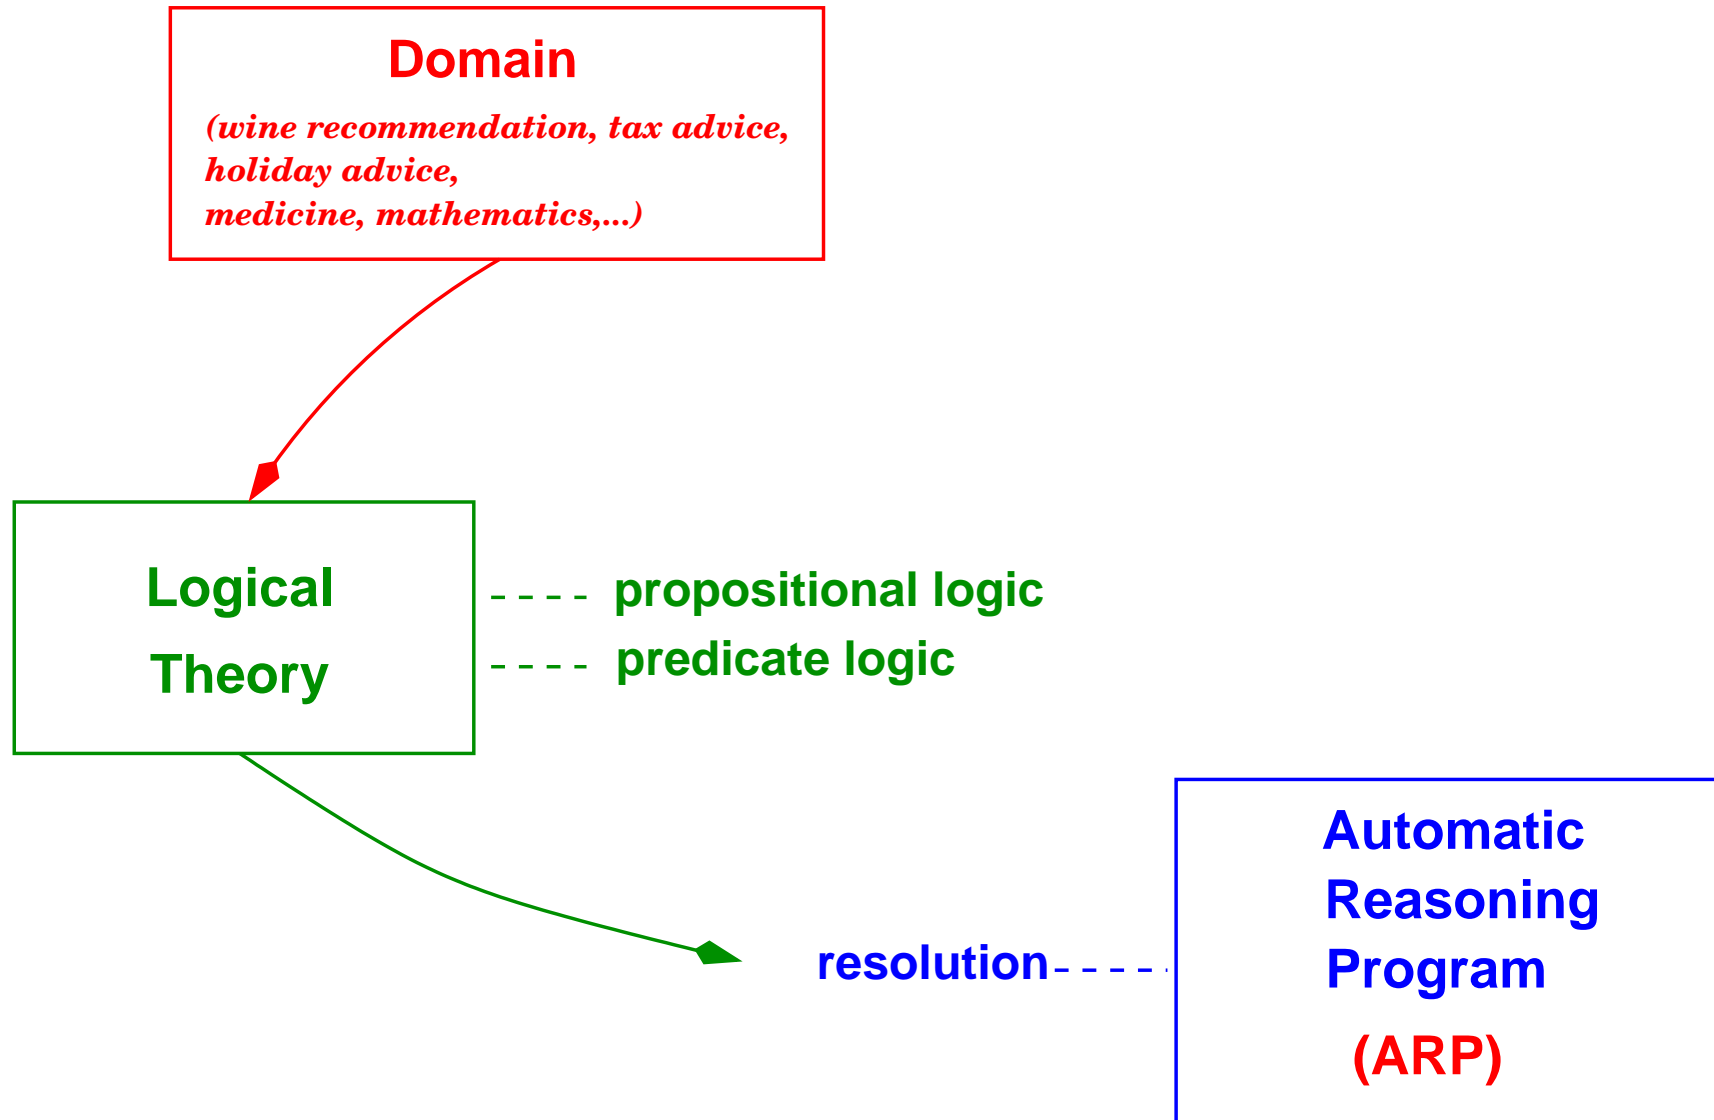 Domain
(wine recommendation, tax advice,
holiday advice,
medicine, mathematics,...)
Logical
Theory
propositional logic
predicate logic
resolution
Automatic
Reasoning
Program
(ARP)